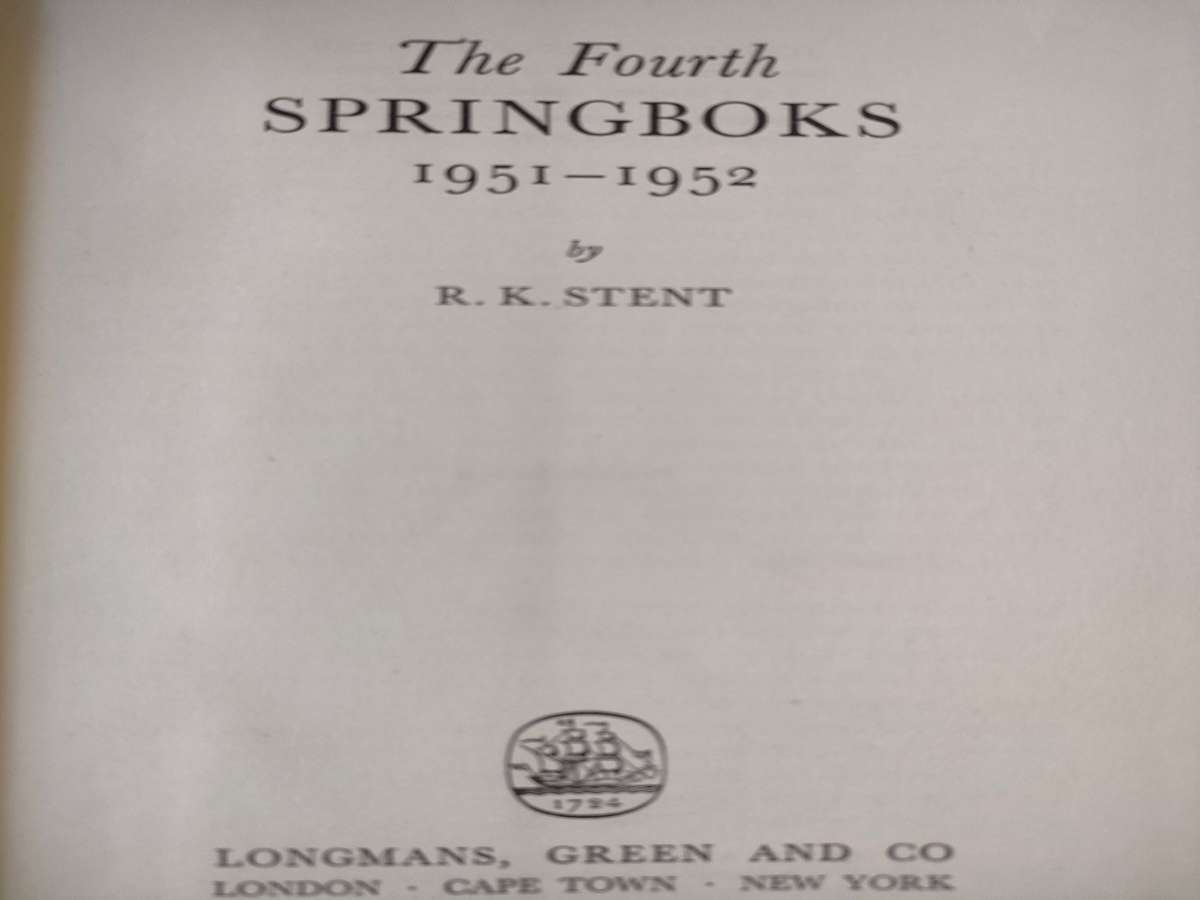 The Fourth
SPRINGBOKS
1951–1952
by
R. K. STENT
1724
LONGMANS, GREEN AND CO
LONDON · CAPE TOWN · NEW YORK